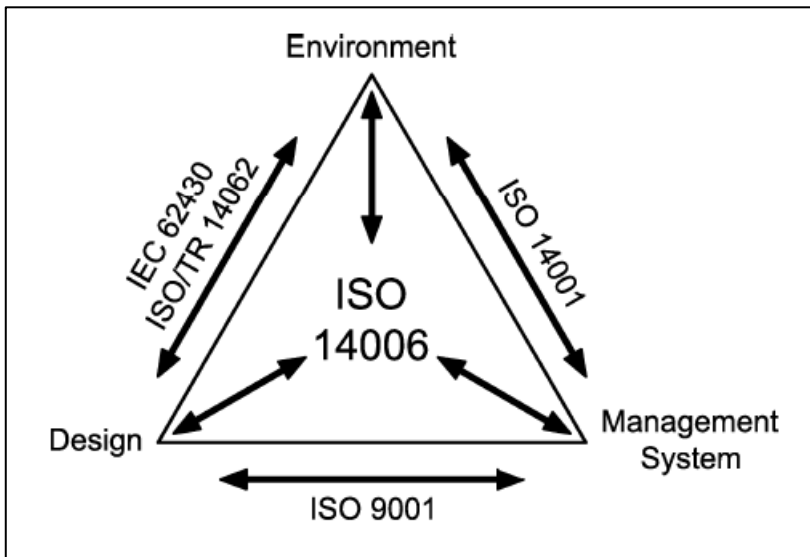 Environment
IEC 62430
ISO/TR 14062
ISO 14001
ISO
14006
Design
Management
System
ISO 9001